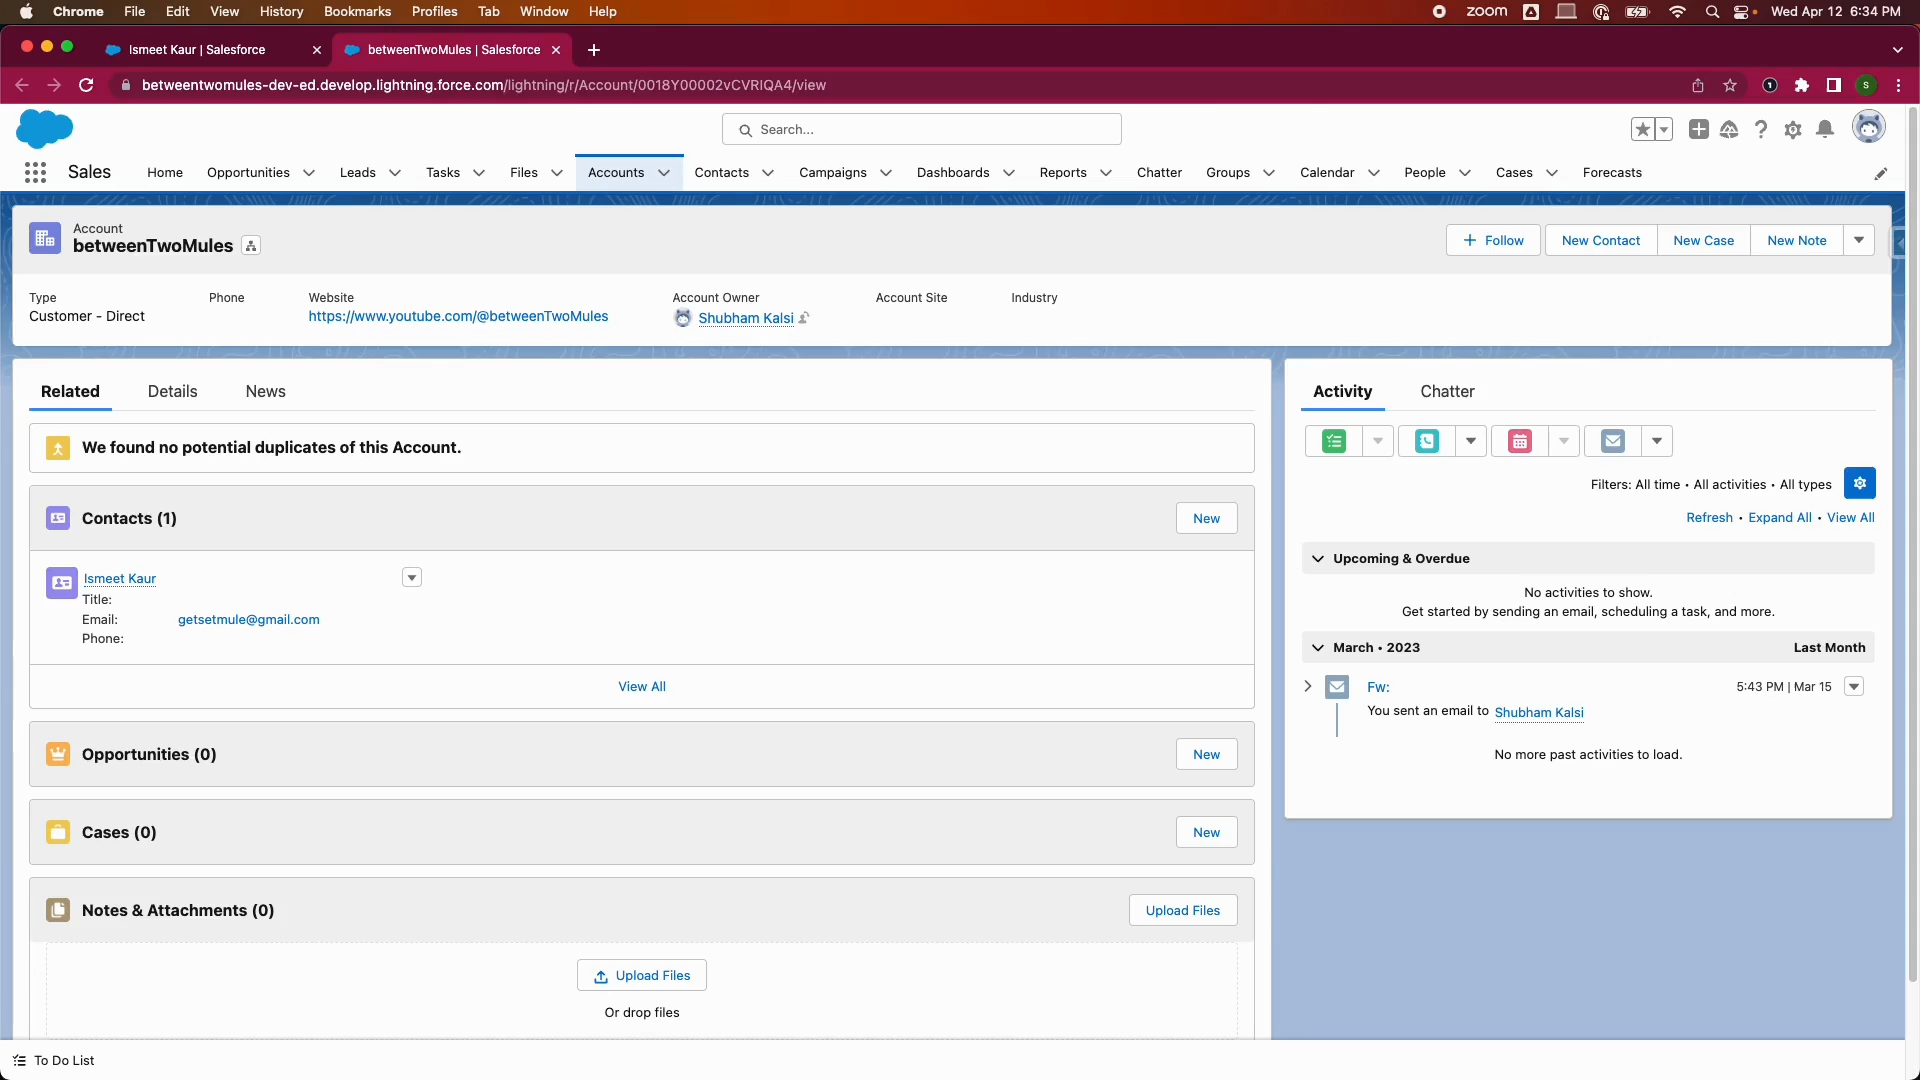 Chrome File Edit View History Bookmarks Profiles Tab Window Help zoom Wed Apr 12 6:34 PM
Ismeet Kaur | Salesforce betweenTwoMules | Salesforce
betweentwomules-dev-ed.develop.lightning.force.com/lightning/r/Account/0018Y00002vCVRIQA4/view
Search...
Sales Home Opportunities Leads Tasks Files Accounts Contacts Campaigns Dashboards Reports Chatter Groups Calendar People Cases Forecasts
Account
betweenTwoMules
Follow New Contact New Case New Note
Type Phone Website Account Owner Account Site Industry
Customer - Direct https://www.youtube.com/@betweenTwoMules Shubham Kalsi
Related Details News
We found no potential duplicates of this Account.
Contacts (1) New
Ismeet Kaur
Title:
Email: getsetmule@gmail.com
Phone:
View All
Opportunities (0) New
Cases (0) New
Notes & Attachments (0) Upload Files
Upload Files
Or drop files
Activity Chatter
Filters: All time • All activities • All types
Refresh • Expand All • View All
Upcoming & Overdue
No activities to show.
Get started by sending an email, scheduling a task, and more.
March • 2023 Last Month
Fw: 5:43 PM | Mar 15
You sent an email to Shubham Kalsi
No more past activities to load.
To Do List